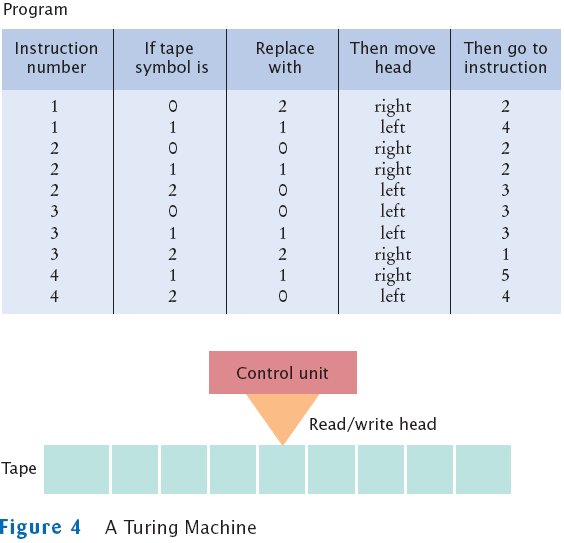 Program
Instruction number If tape symbol is Replace with Then move head Then go to instruction
1 0 2 right 2
1 1 1 left 4
2 0 0 right 2
2 1 1 right 2
2 2 0 left 3
3 0 0 left 3
3 1 1 left 3
3 2 2 right 1
4 1 1 right 5
4 2 0 left 4
Control unit
Read/write head
Tape
Figure 4 A Turing Machine